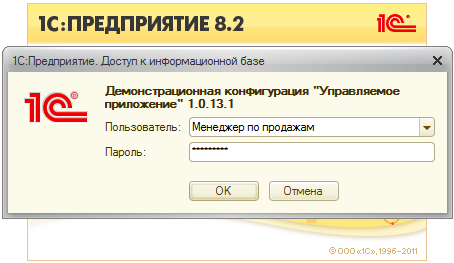 1С:ПРЕДПРИЯТИЕ 8.2
1С
1С:Предприятие. Доступ к информационной базе
1С
Демонстрационная конфигурация "Управляемое
приложение" 1.0.13.1
Пользователь: Менеджер по продажам
Пароль: *********
OK Отмена
© ООО «1С», 1996–2011